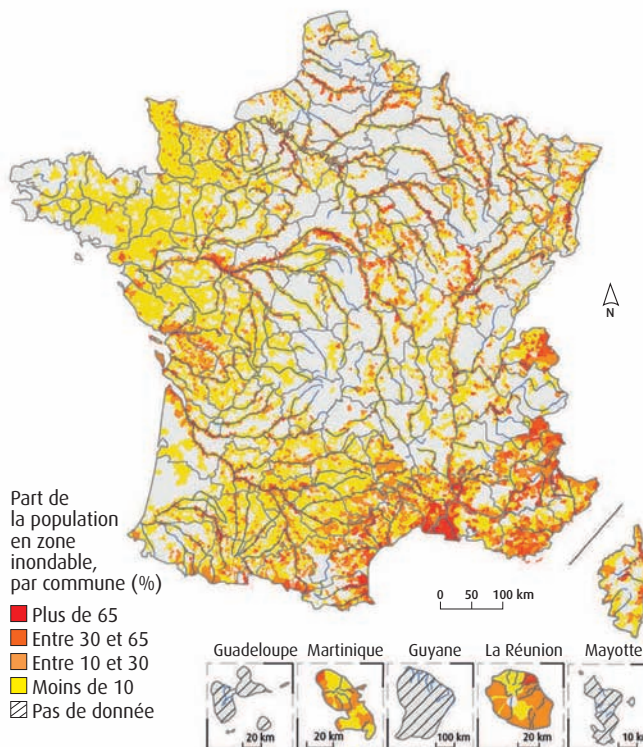 N
Part de
la population
en zone
inondable,
par commune (%)
Plus de 65
Entre 30 et 65
Entre 10 et 30
Moins de 10
Pas de donnée
0 50 100 km
Guadeloupe
20 km
Martinique
20 km
Guyane
100 km
La Réunion
20 km
Mayotte
10 k